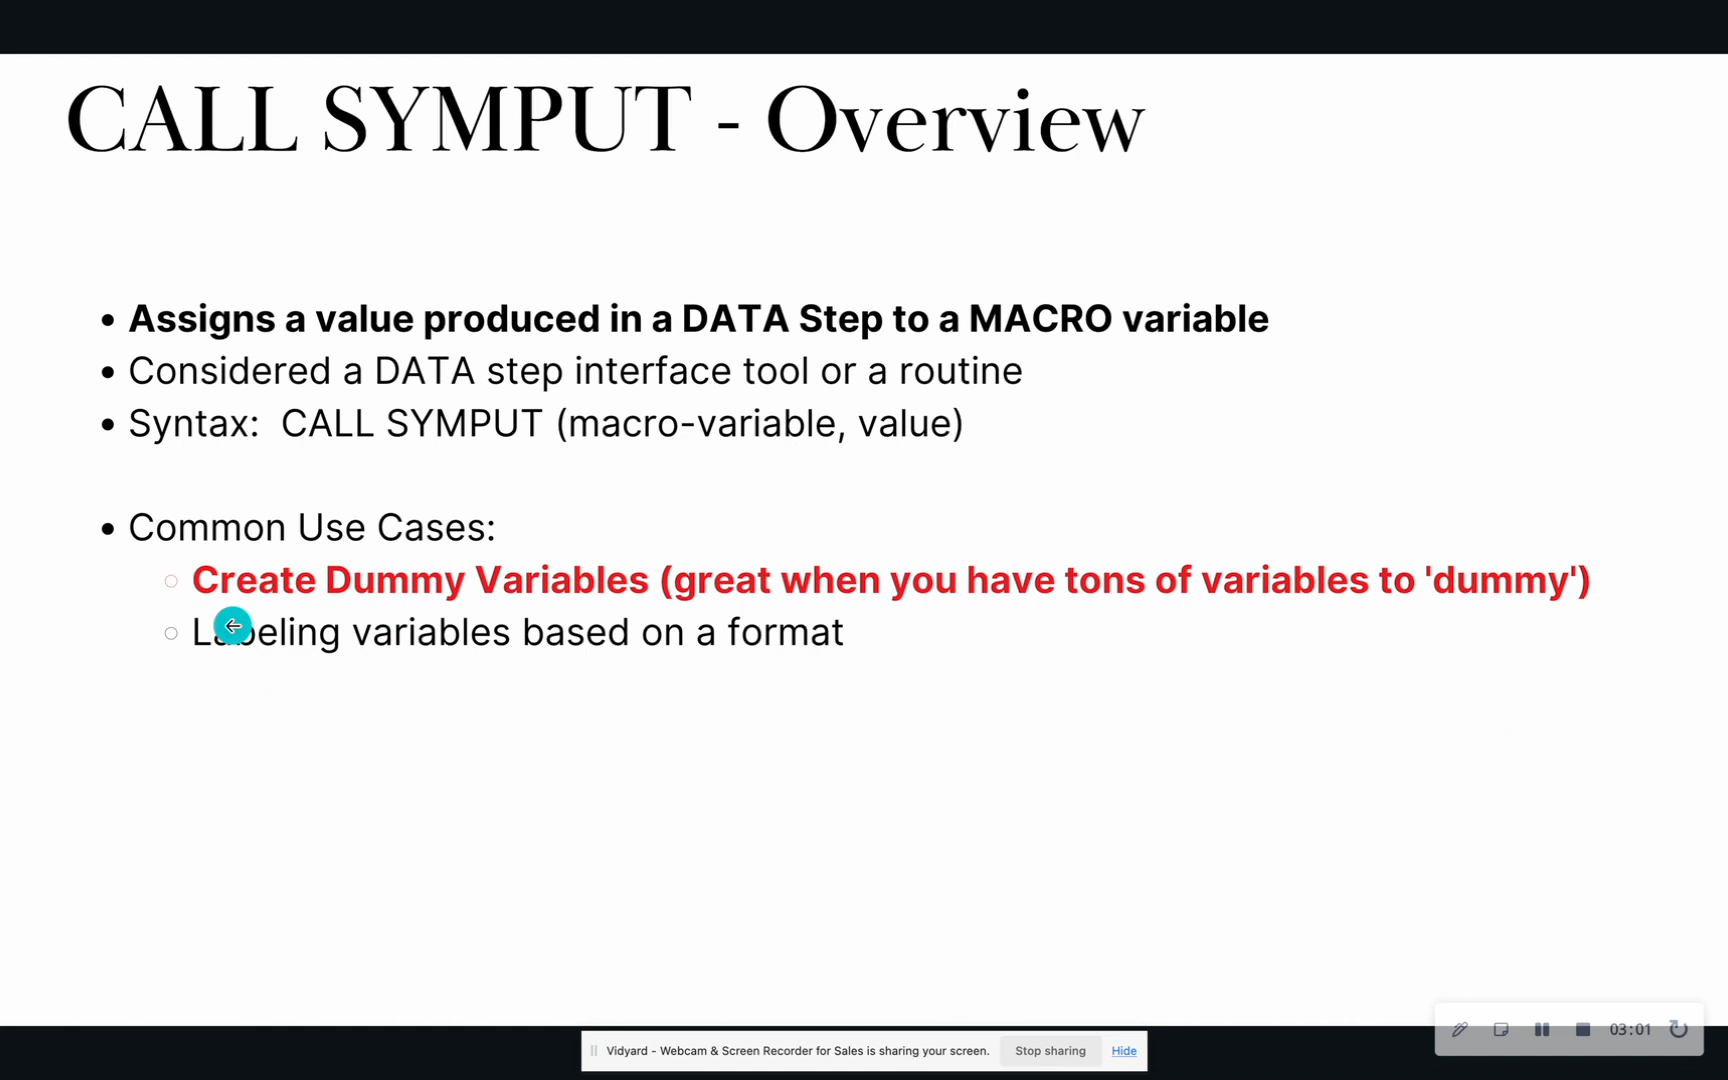 CALL SYMPUT - Overview
• Assigns a value produced in a DATA Step to a MACRO variable
• Considered a DATA step interface tool or a routine
• Syntax:  CALL SYMPUT (macro-variable, value)
• Common Use Cases:
○ Create Dummy Variables (great when you have tons of variables to 'dummy')
○ Labeling variables based on a format
03:01
Vidyard - Webcam & Screen Recorder for Sales is sharing your screen. Stop sharing Hide